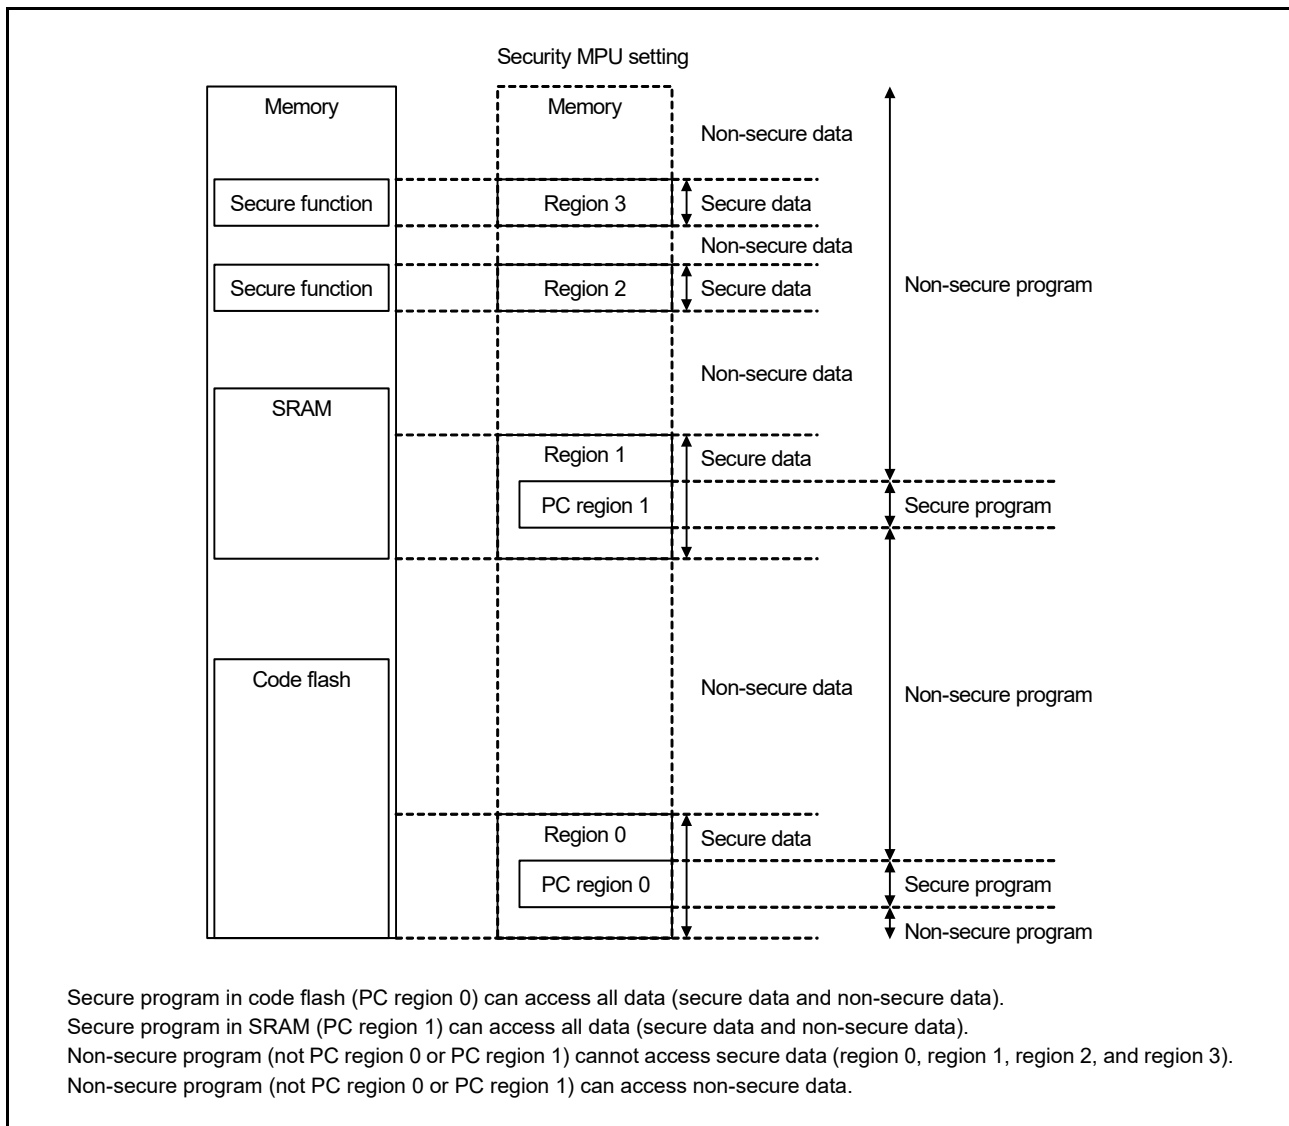 Security MPU setting
Memory Memory
Non-secure data
Secure function Region 3 Secure data
Non-secure data
Secure function Region 2 Secure data Non-secure program
Non-secure data
SRAM
Region 1 Secure data
PC region 1 Secure program
Code flash Non-secure data Non-secure program
Region 0 Secure data
PC region 0 Secure program
Non-secure program
Secure program in code flash (PC region 0) can access all data (secure data and non-secure data).
Secure program in SRAM (PC region 1) can access all data (secure data and non-secure data).
Non-secure program (not PC region 0 or PC region 1) cannot access secure data (region 0, region 1, region 2, and region 3).
Non-secure program (not PC region 0 or PC region 1) can access non-secure data.